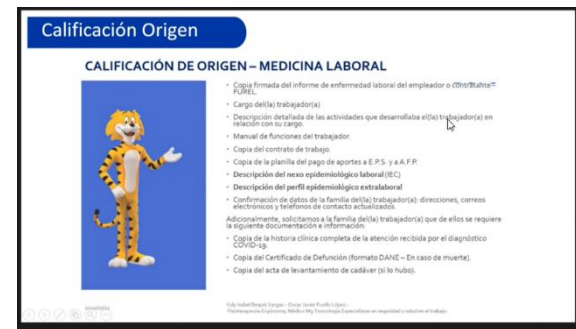 Calificación Origen
CALIFICACIÓN DE ORIGEN – MEDICINA LABORAL
• Copia firmada del informe de enfermedad laboral del empleador o contratante–
FUREL.
• Cargo del(la) trabajador(a)
• Descripción detallada de las actividades que desarrollaba el(la) trabajador(a) en
relación con su cargo.
• Manual de funciones del trabajador.
• Copia del contrato de trabajo.
• Copia de la planilla del pago de aportes a E.P.S. y a A.F.P.
• Descripción del nexo epidemiológico laboral (IEC)
• Descripción del perfil epidemiológico extralaboral
• Confirmación de datos de la familia del(la) trabajador(a): direcciones, correos
electrónicos y teléfonos de contacto actualizados.
Adicionalmente, solicitamos a la familia del(la) trabajador(a) que de ellos se requiere
la siguiente documentación e información:
• Copia de la historia clínica completa de la atención recibida por el diagnóstico
COVID-19.
• Copia del Certificado de Defunción (formato DANE – En caso de muerte).
• Copia del acta de levantamiento de cadáver (si lo hubo).